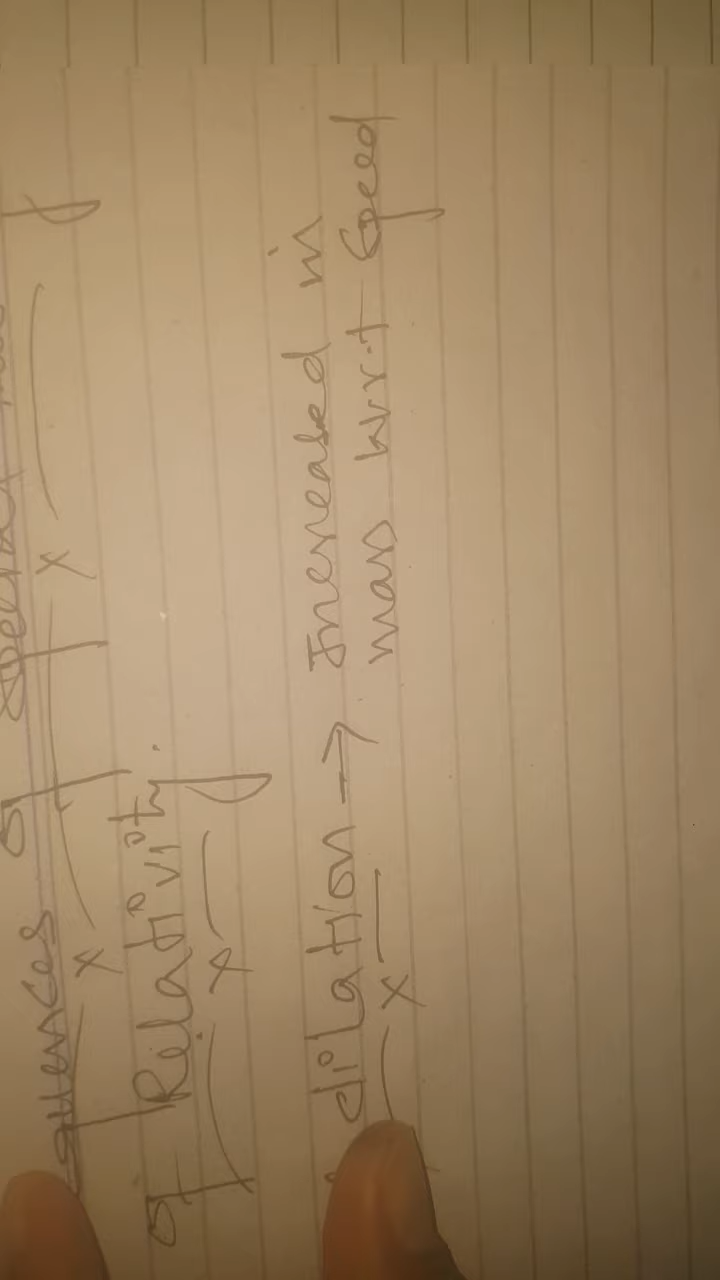 quences of Special
of Relativity.
dilation → Increased in
mass w.r.t Speed